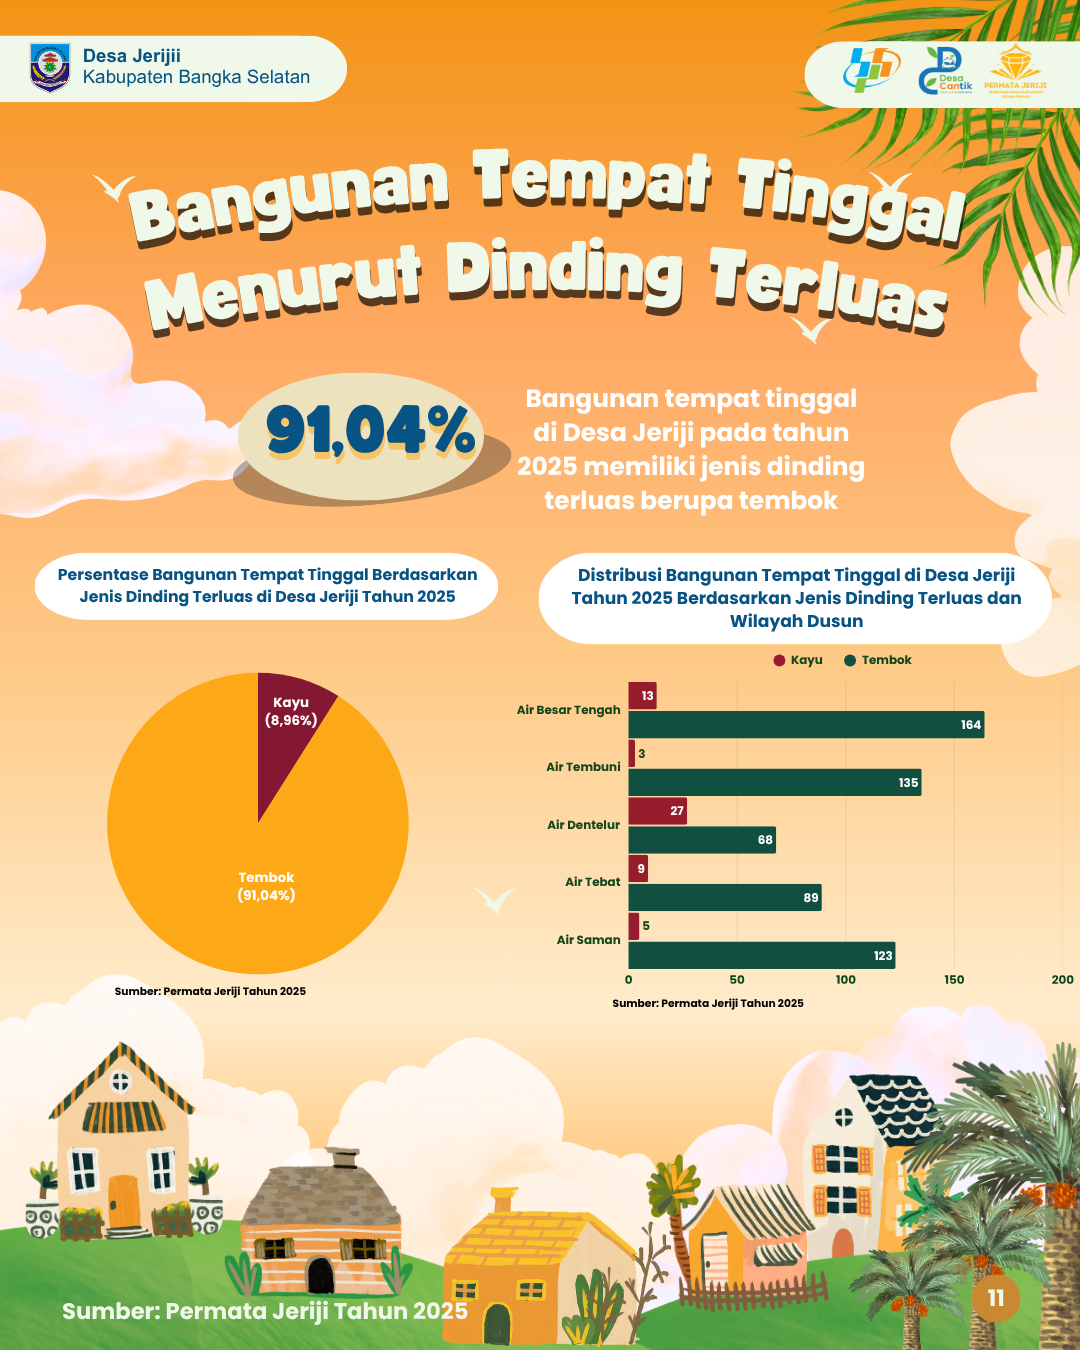 Desa Jerijii
Kabupaten Bangka Selatan
Desa
Cantik
PERMATA JERIJI
Bangunan Tempat Tinggal
Menurut Dinding Terluas
91,04%
Bangunan tempat tinggal
di Desa Jeriji pada tahun
2025 memiliki jenis dinding
terluas berupa tembok
Persentase Bangunan Tempat Tinggal Berdasarkan
Jenis Dinding Terluas di Desa Jeriji Tahun 2025
Kayu
(8,96%)
Tembok
(91,04%)
Sumber: Permata Jeriji Tahun 2025
Distribusi Bangunan Tempat Tinggal di Desa Jeriji
Tahun 2025 Berdasarkan Jenis Dinding Terluas dan
Wilayah Dusun
Kayu Tembok
Air Besar Tengah 13 164
Air Tembuni 3 135
Air Dentelur 27 68
Air Tebat 9 89
Air Saman 5 123
0 50 100 150 200
Sumber: Permata Jeriji Tahun 2025
Sumber: Permata Jeriji Tahun 2025
11